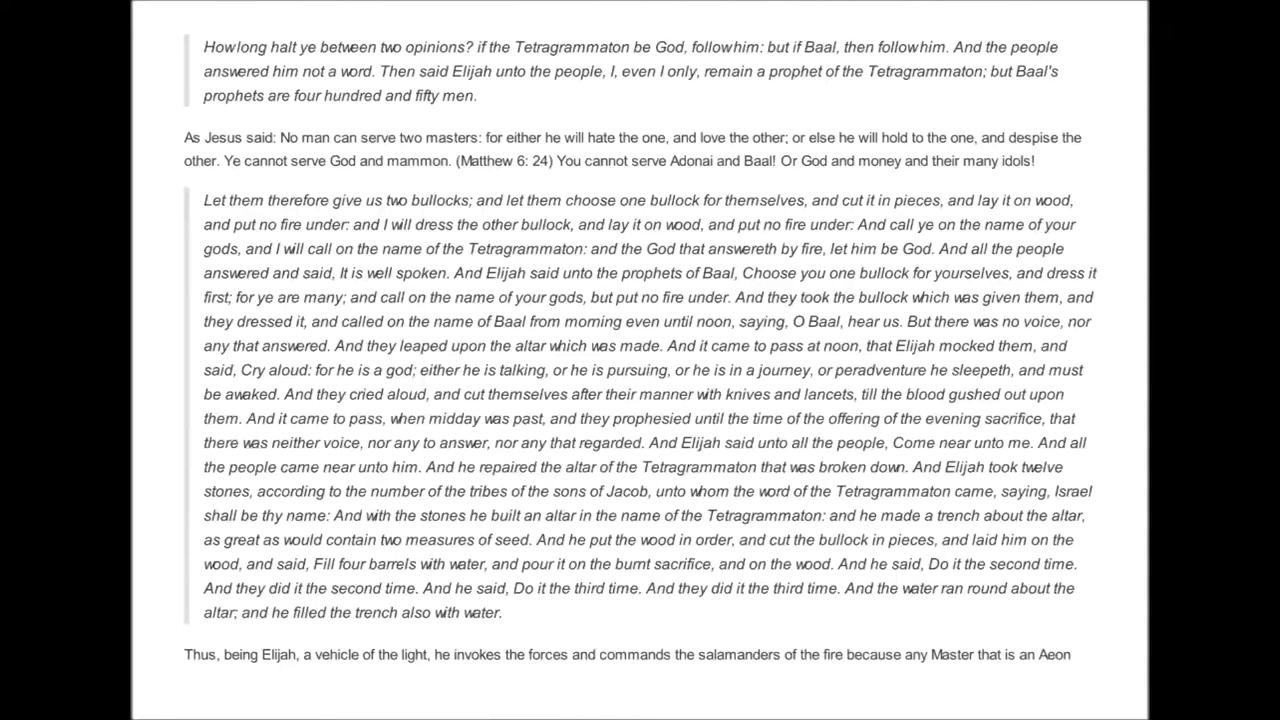 How long halt ye between two opinions? if the Tetragrammaton be God, follow him: but if Baal, then follow him. And the people
answered him not a word. Then said Elijah unto the people, I, even I only, remain a prophet of the Tetragrammaton; but Baal's
prophets are four hundred and fifty men.
As Jesus said: No man can serve two masters: for either he will hate the one, and love the other; or else he will hold to the one, and despise the
other. Ye cannot serve God and mammon. (Matthew 6: 24) You cannot serve Adonai and Baal! Or God and money and their many idols!
Let them therefore give us two bullocks; and let them choose one bullock for themselves, and cut it in pieces, and lay it on wood,
and put no fire under: and I will dress the other bullock, and lay it on wood, and put no fire under: And call ye on the name of your
gods, and I will call on the name of the Tetragrammaton: and the God that answereth by fire, let him be God. And all the people
answered and said, It is well spoken. And Elijah said unto the prophets of Baal, Choose you one bullock for yourselves, and dress it
first; for ye are many; and call on the name of your gods, but put no fire under. And they took the bullock which was given them, and
they dressed it, and called on the name of Baal from morning even until noon, saying, O Baal, hear us. But there was no voice, nor
any that answered. And they leaped upon the altar which was made. And it came to pass at noon, that Elijah mocked them, and
said, Cry aloud: for he is a god; either he is talking, or he is pursuing, or he is in a journey, or peradventure he sleepeth, and must
be awaked. And they cried aloud, and cut themselves after their manner with knives and lancets, till the blood gushed out upon
them. And it came to pass, when midday was past, and they prophesied until the time of the offering of the evening sacrifice, that
there was neither voice, nor any to answer, nor any that regarded. And Elijah said unto all the people, Come near unto me. And all
the people came near unto him. And he repaired the altar of the Tetragrammaton that was broken down. And Elijah took twelve
stones, according to the number of the tribes of the sons of Jacob, unto whom the word of the Tetragrammaton came, saying, Israel
shall be thy name: And with the stones he built an altar in the name of the Tetragrammaton: and he made a trench about the altar,
as great as would contain two measures of seed. And he put the wood in order, and cut the bullock in pieces, and laid him on the
wood, and said, Fill four barrels with water, and pour it on the burnt sacrifice, and on the wood. And he said, Do it the second time.
And they did it the second time. And he said, Do it the third time. And they did it the third time. And the water ran round about the
altar; and he filled the trench also with water.
Thus, being Elijah, a vehicle of the light, he invokes the forces and commands the salamanders of the fire because any Master that is an Aeon